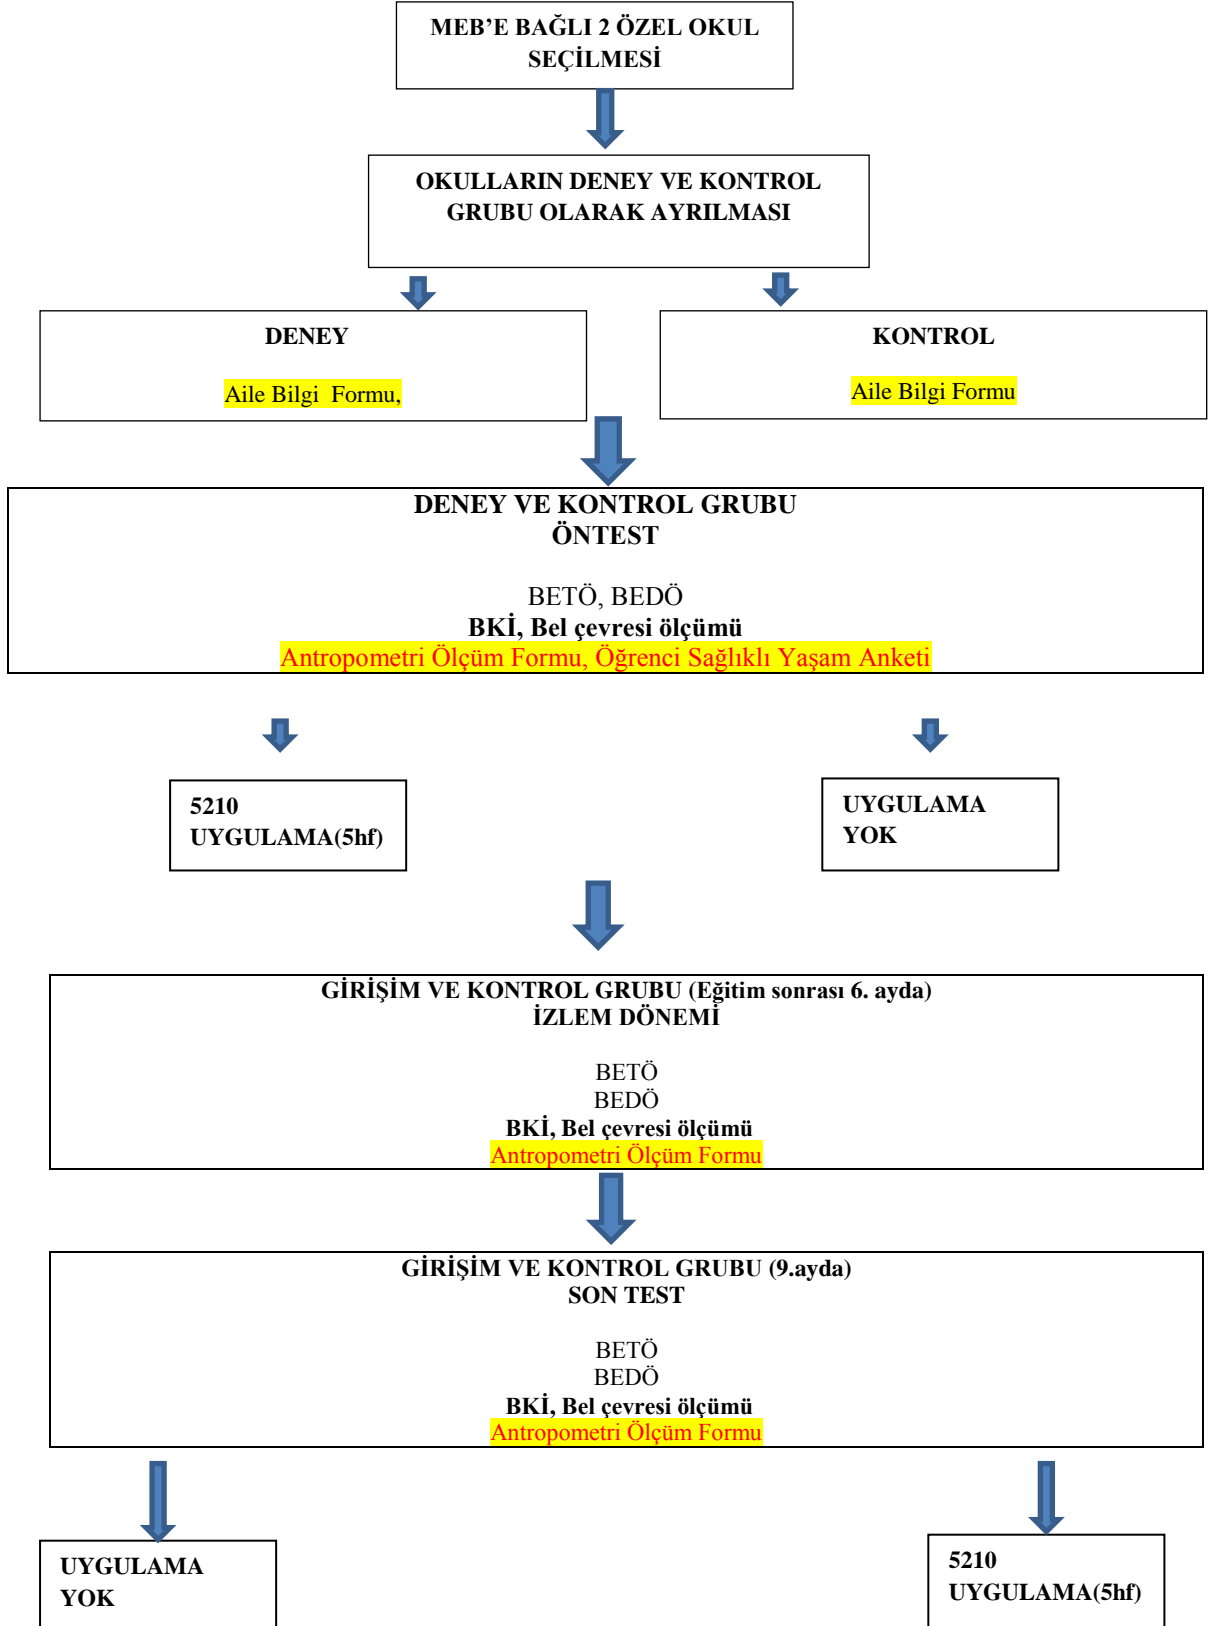 MEB’E BAĞLI 2 ÖZEL OKUL
SEÇİLMESİ
OKULLARIN DENEY VE KONTROL
GRUBU OLARAK AYRILMASI
DENEY
Aile Bilgi Formu,
KONTROL
Aile Bilgi Formu
DENEY VE KONTROL GRUBU
ÖNTEST
BETÖ, BEDÖ
BKİ, Bel çevresi ölçümü
Antropometri Ölçüm Formu, Öğrenci Sağlıklı Yaşam Anketi
5210
UYGULAMA(5hf)
UYGULAMA
YOK
GİRİŞİM VE KONTROL GRUBU (Eğitim sonrası 6. ayda)
İZLEM DÖNEMİ
BETÖ
BEDÖ
BKİ, Bel çevresi ölçümü
Antropometri Ölçüm Formu
GİRİŞİM VE KONTROL GRUBU (9.ayda)
SON TEST
BETÖ
BEDÖ
BKİ, Bel çevresi ölçümü
Antropometri Ölçüm Formu
UYGULAMA
YOK
5210
UYGULAMA(5hf)